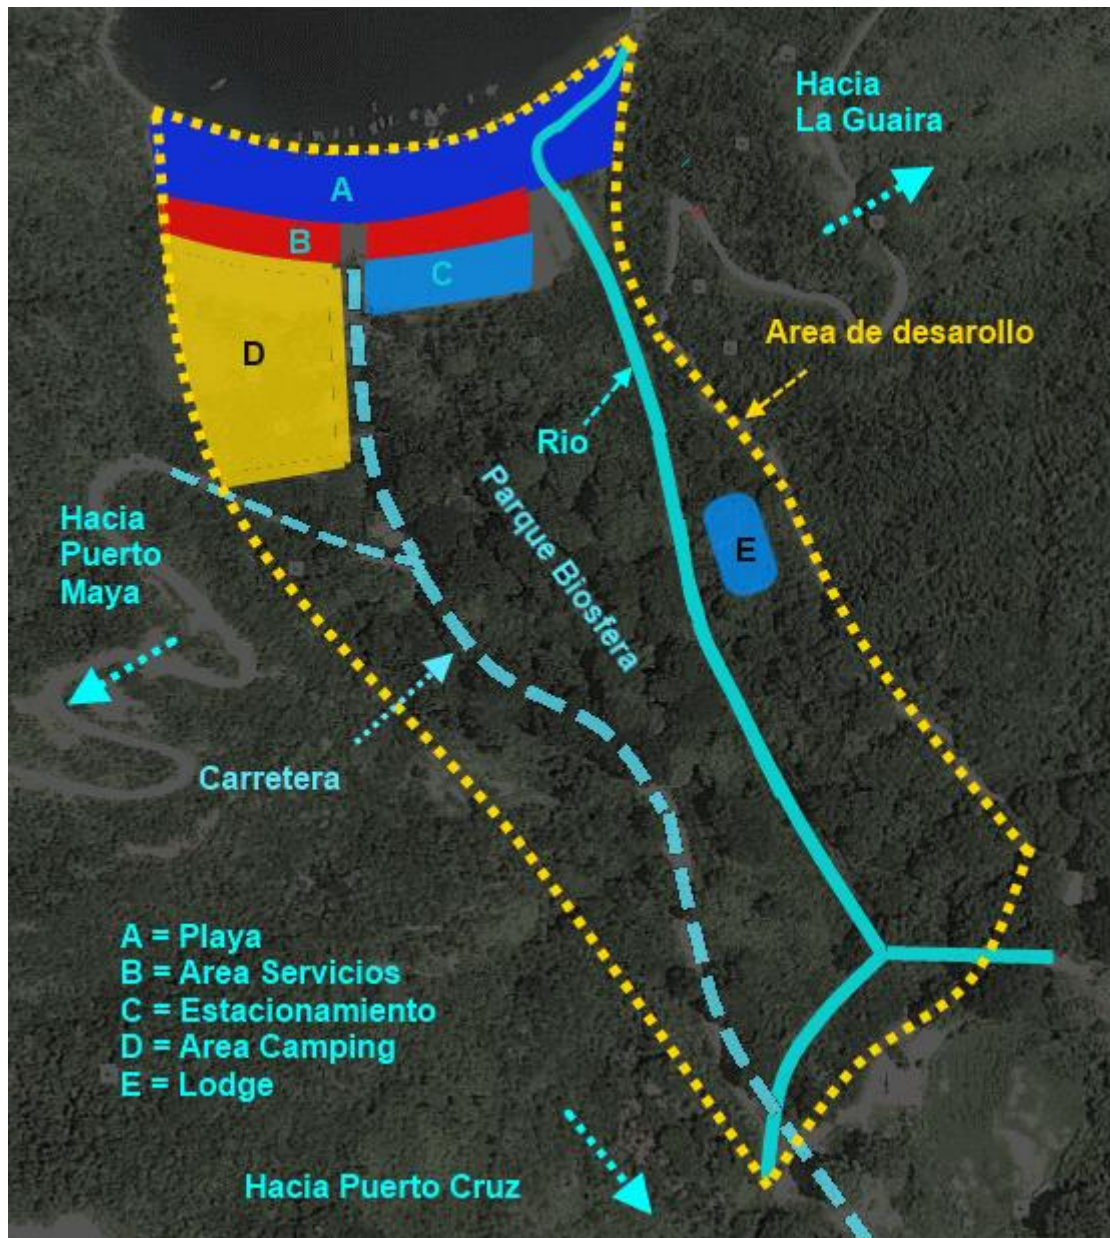 Hacia
La Guaira
A
B
C
Area de desarollo
D
Rio
Parque Biosfera
Hacia
Puerto
Maya
E
Carretera
A = Playa
B = Area Servicios
C = Estacionamiento
D = Area Camping
E = Lodge
Hacia Puerto Cruz